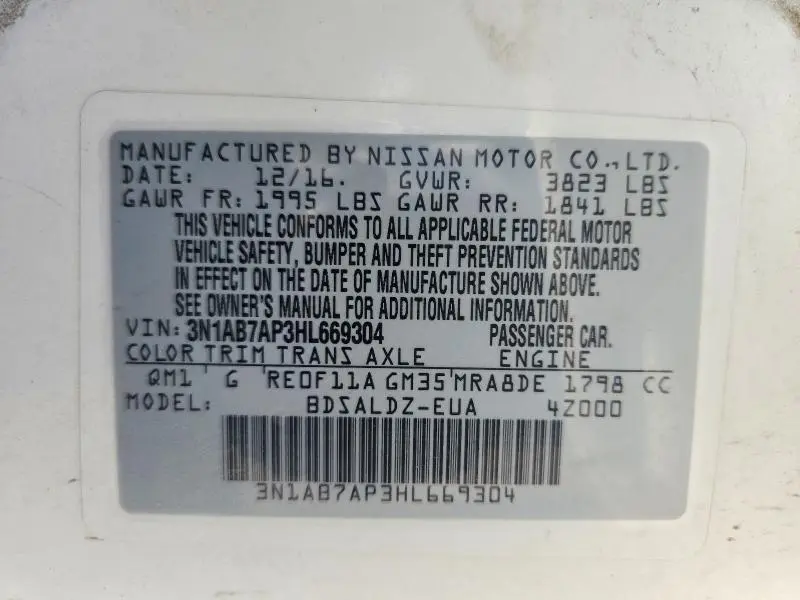 MANUFACTURED BY NISSAN MOTOR CO., LTD.
DATE: 12/16. GVWR: 3823 LBS
GAWR FR: 1995 LBS GAWR RR: 1841 LBS
THIS VEHICLE CONFORMS TO ALL APPLICABLE FEDERAL MOTOR
VEHICLE SAFETY, BUMPER AND THEFT PREVENTION STANDARDS
IN EFFECT ON THE DATE OF MANUFACTURE SHOWN ABOVE.
SEE OWNER'S MANUAL FOR ADDITIONAL INFORMATION.
VIN: 3N1AB7AP3HL669304 PASSENGER CAR.
COLOR TRIM TRANS AXLE ENGINE
QM1 ' G ' RE0F11A GM35 ' MRA8DE 1798 CC
MODEL: BDSALDZ-EUA 4Z000
3N1AB7AP3HL669304